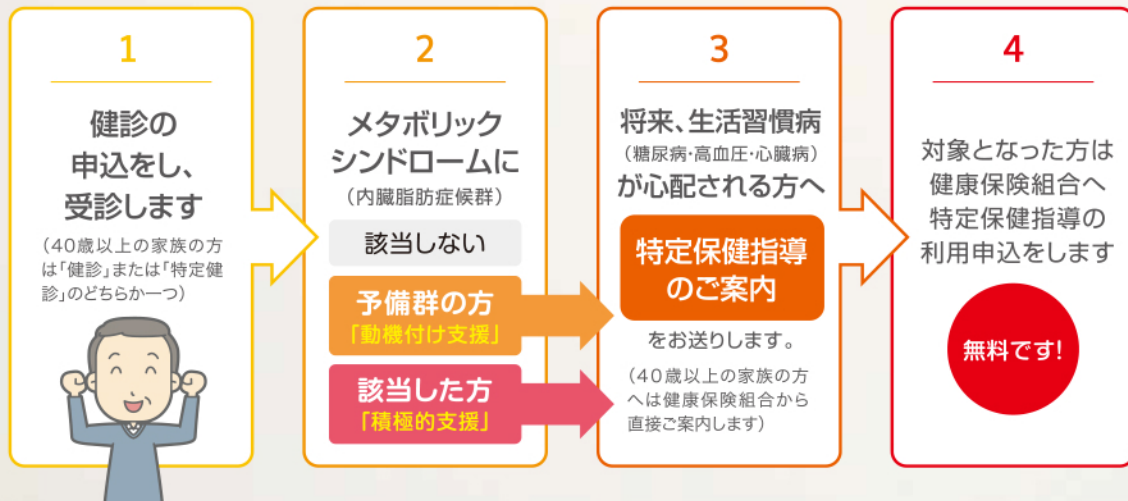 1
健診の
申込をし、
受診します
(40歳以上の家族の方
は「健診」または「特定健
診」のどちらか一つ)
2
メタボリック
シンドロームに
(内臓脂肪症候群)
該当しない
予備群の方
「動機付け支援」
該当した方
「積極的支援」
3
将来、生活習慣病
(糖尿病・高血圧・心臓病)
が心配される方へ
特定保健指導
のご案内
をお送りします。
(40歳以上の家族の方
へは健康保険組合から
直接ご案内します)
4
対象となった方は
健康保険組合へ
特定保健指導の
利用申込をします
無料です!